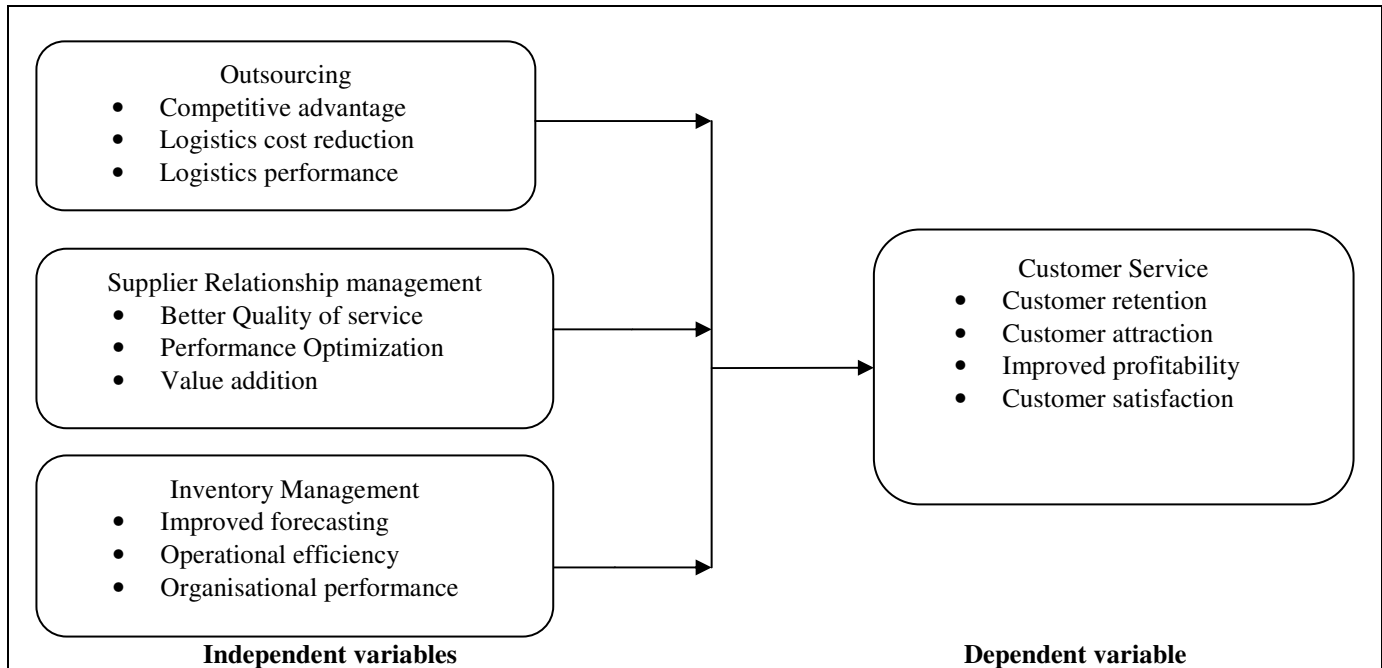 Outsourcing
• Competitive advantage
• Logistics cost reduction
• Logistics performance
Supplier Relationship management
• Better Quality of service
• Performance Optimization
• Value addition
Inventory Management
• Improved forecasting
• Operational efficiency
• Organisational performance
Independent variables
Customer Service
• Customer retention
• Customer attraction
• Improved profitability
• Customer satisfaction
Dependent variable